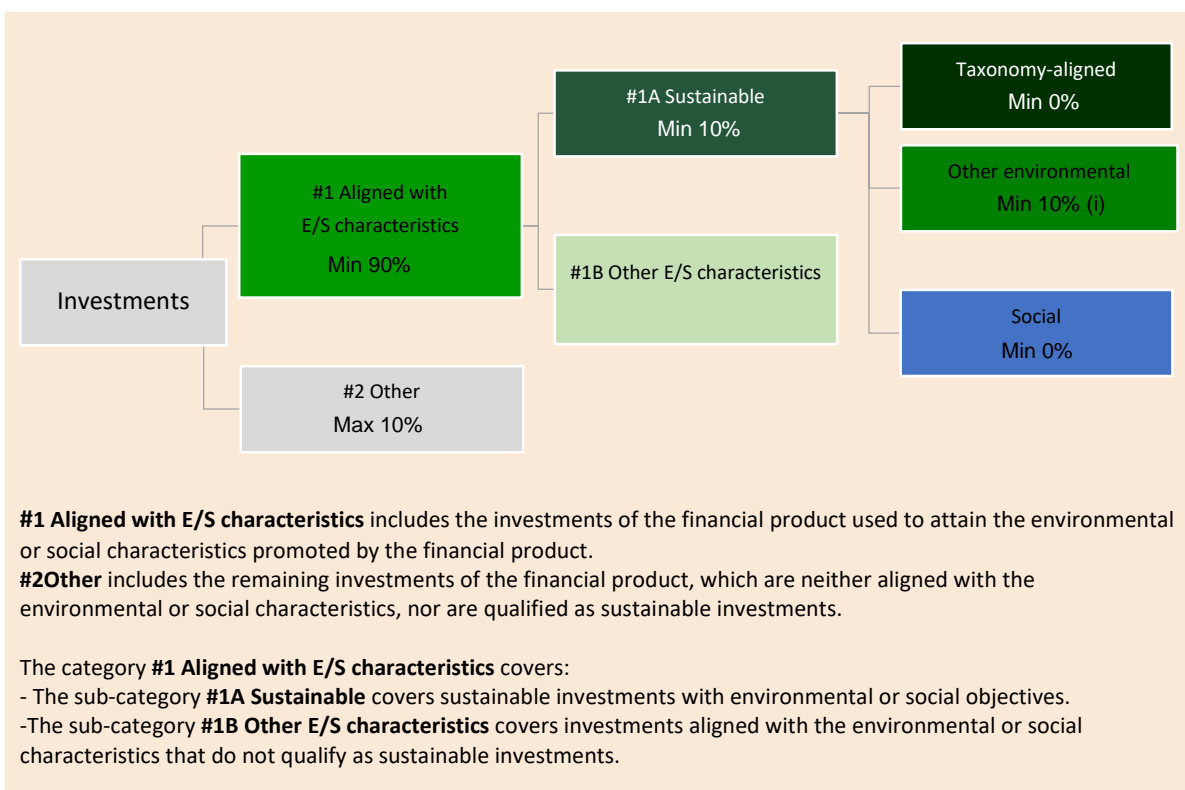 Investments
#1 Aligned with
E/S characteristics
Min 90%
#2 Other
Max 10%
#1A Sustainable
Min 10%
#1B Other E/S characteristics
Taxonomy-aligned
Min 0%
Other environmental
Min 10% (i)
Social
Min 0%
#1 Aligned with E/S characteristics includes the investments of the financial product used to attain the environmental
or social characteristics promoted by the financial product.
#2Other includes the remaining investments of the financial product, which are neither aligned with the
environmental or social characteristics, nor are qualified as sustainable investments.
The category #1 Aligned with E/S characteristics covers:
- The sub-category #1A Sustainable covers sustainable investments with environmental or social objectives.
-The sub-category #1B Other E/S characteristics covers investments aligned with the environmental or social
characteristics that do not qualify as sustainable investments.